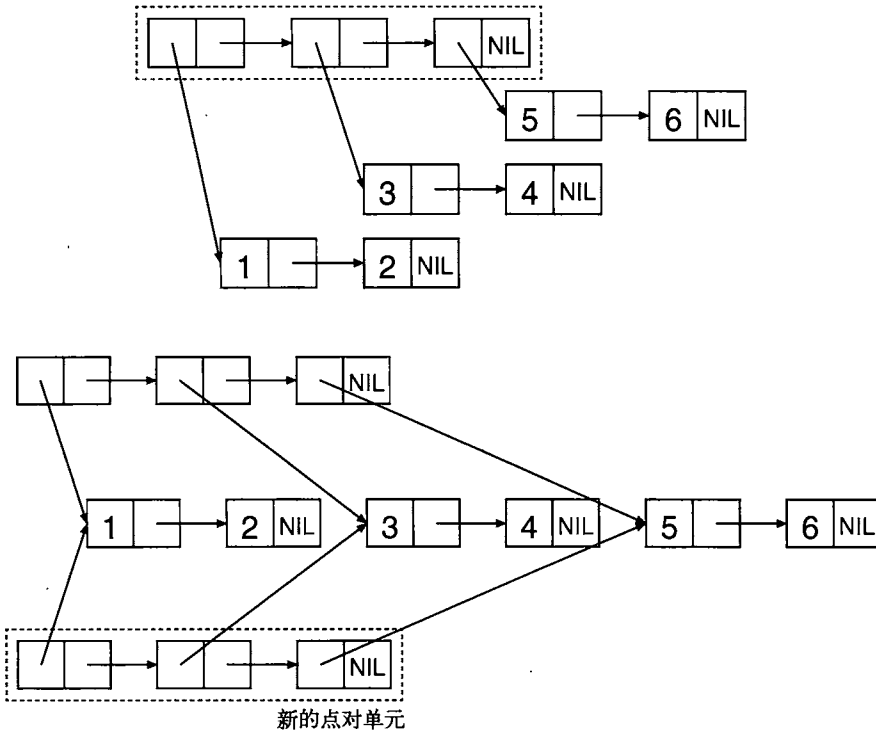 NIL
5 6 NIL
3 4 NIL
1 2 NIL
NIL
1 2 NIL 3 4 NIL 5 6 NIL
NIL
新的点对单元